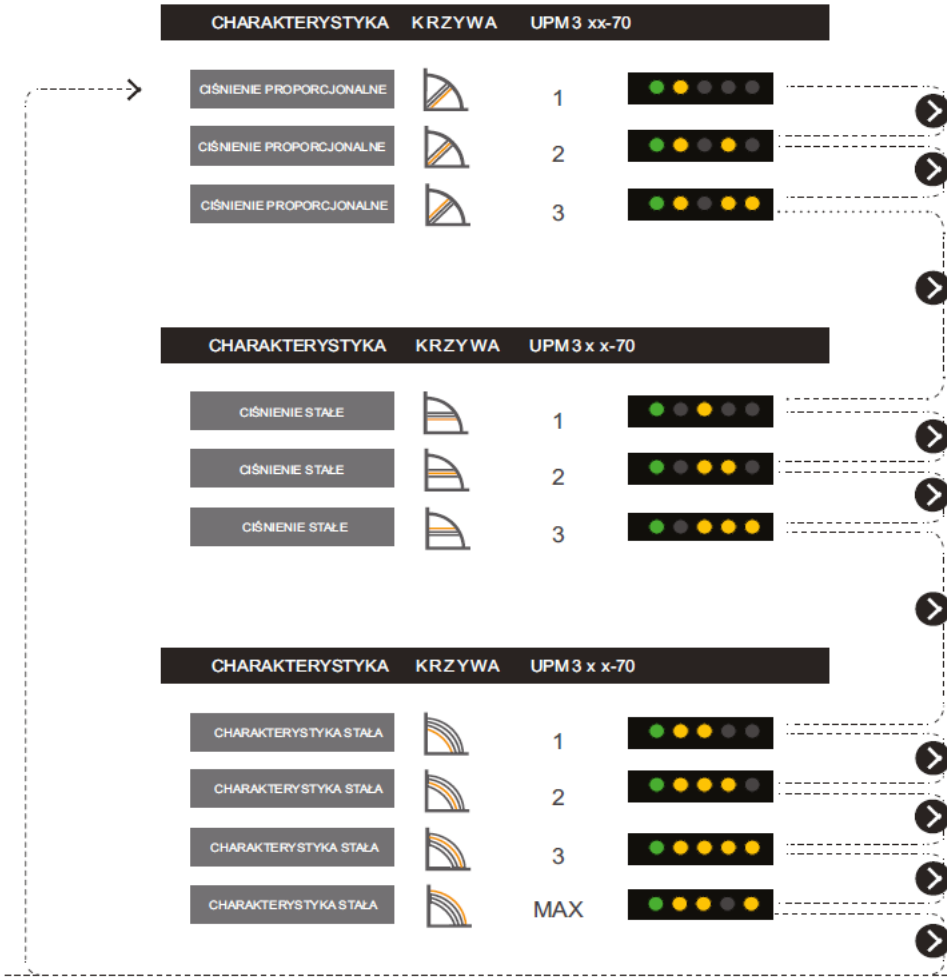 CHARAKTERYSTYKA KRZYWA UPM3 xx-70
CIŚNIENIE PROPORCJONALNE 1
CIŚNIENIE PROPORCJONALNE 2
CIŚNIENIE PROPORCJONALNE 3
CHARAKTERYSTYKA KRZYWA UPM3 x x-70
CIŚNIENIE STAŁE 1
CIŚNIENIE STAŁE 2
CIŚNIENIE STAŁE 3
CHARAKTERYSTYKA KRZYWA UPM3 x x-70
CHARAKTERYSTYKA STAŁA 1
CHARAKTERYSTYKA STAŁA 2
CHARAKTERYSTYKA STAŁA 3
CHARAKTERYSTYKA STAŁA MAX